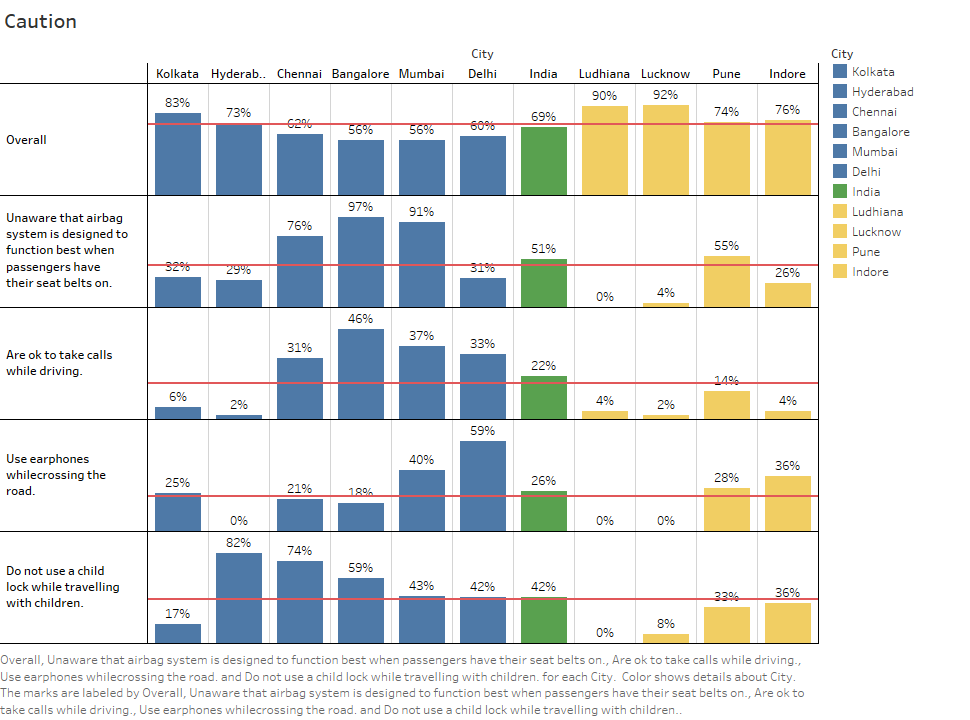 Caution
City
Kolkata Hyderab.. Chennai Bangalore Mumbai Delhi India Ludhiana Lucknow Pune Indore
Overall
83% 73% 62% 56% 56% 60% 69% 90% 92% 74% 76%
Unaware that airbag
system is designed to
function best when
passengers have
their seat belts on.
32% 29% 76% 97% 91% 31% 51% 0% 4% 55% 26%
Are ok to take calls
while driving.
6% 2% 31% 46% 37% 33% 22% 4% 2% 14% 4%
Use earphones
whilecrossing the
road.
25% 0% 21% 18% 40% 59% 26% 0% 0% 28% 36%
Do not use a child
lock while travelling
with children.
17% 82% 74% 59% 43% 42% 42% 0% 8% 33% 36%
City
Kolkata
Hyderabad
Chennai
Bangalore
Mumbai
Delhi
India
Ludhiana
Lucknow
Pune
Indore
Overall, Unaware that airbag system is designed to function best when passengers have their seat belts on., Are ok to take calls while driving.,
Use earphones whilecrossing the road. and Do not use a child lock while travelling with children. for each City.  Color shows details about City.
The marks are labeled by Overall, Unaware that airbag system is designed to function best when passengers have their seat belts on., Are ok to
take calls while driving., Use earphones whilecrossing the road. and Do not use a child lock while travelling with children..